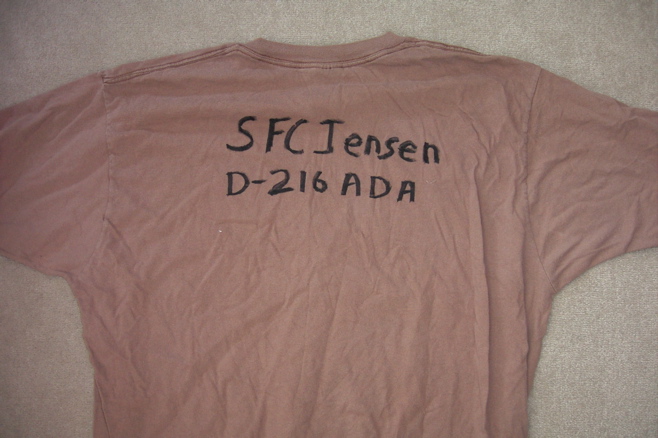 SFC Jensen
D-216 ADA